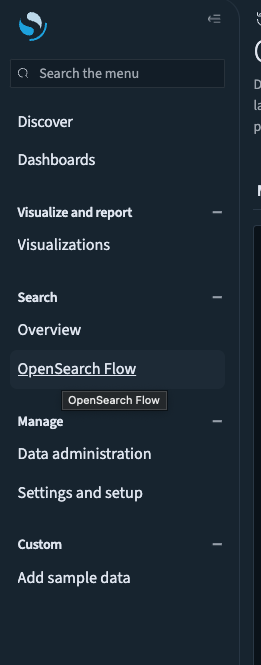 Search the menu
Discover
Dashboards
Visualize and report
Visualizations
Search
Overview
OpenSearch Flow
OpenSearch Flow
Manage
Data administration
Settings and setup
Custom
Add sample data